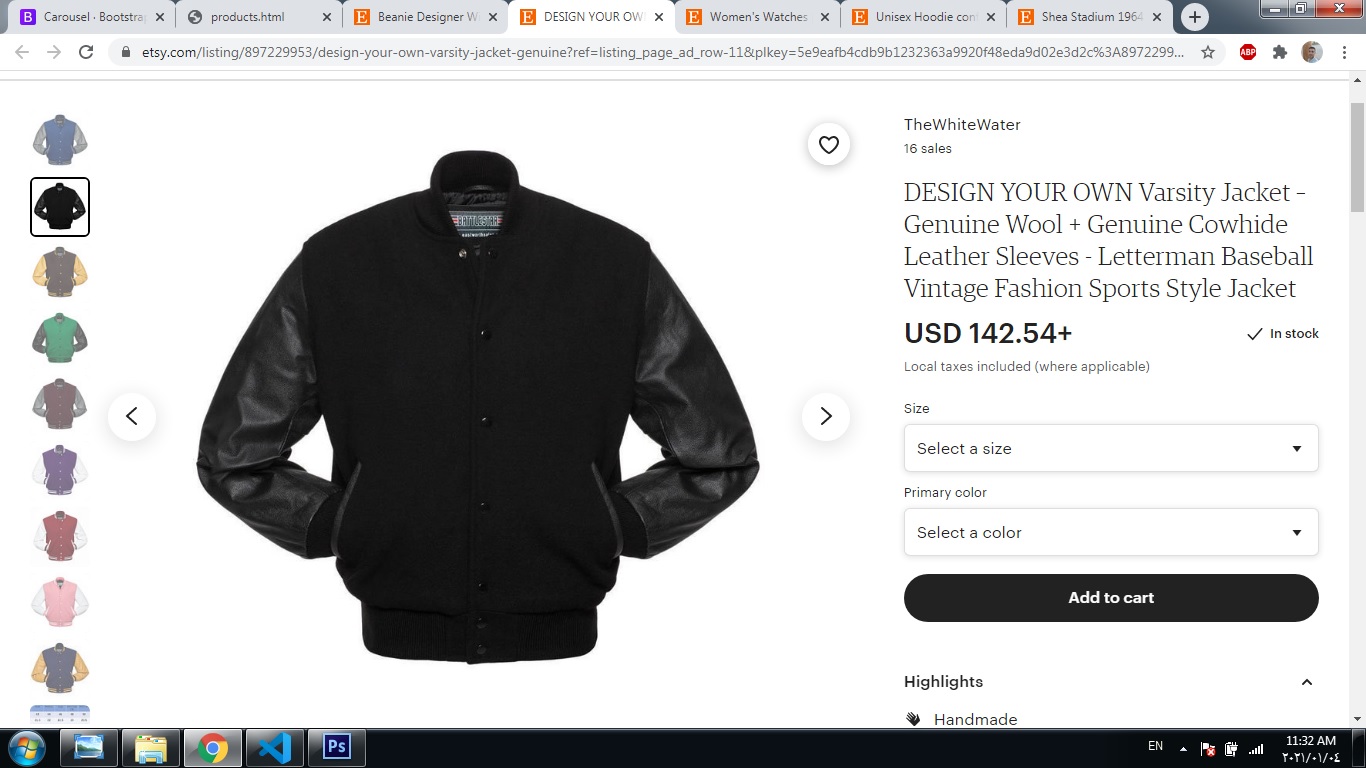 Carousel · Bootstrap
products.html
Beanie Designer Wi
DESIGN YOUR OWN
Women's Watches
Unisex Hoodie con
Shea Stadium 1964
etsy.com/listing/897229953/design-your-own-varsity-jacket-genuine?ref=listing_page_ad_row-11&plkey=5e9eafb4cdb9b1232363a9920f48eda9d02e3d2c%3A8972299...
ABP
BATTLESTAR
TheWhiteWater
16 sales
DESIGN YOUR OWN Varsity Jacket –
Genuine Wool + Genuine Cowhide
Leather Sleeves - Letterman Baseball
Vintage Fashion Sports Style Jacket
USD 142.54+
In stock
Local taxes included (where applicable)
Size
Select a size
Primary color
Select a color
Add to cart
Highlights
Handmade
Ps
EN
11:32 AM
٢٠٢١/٠١/٠٤